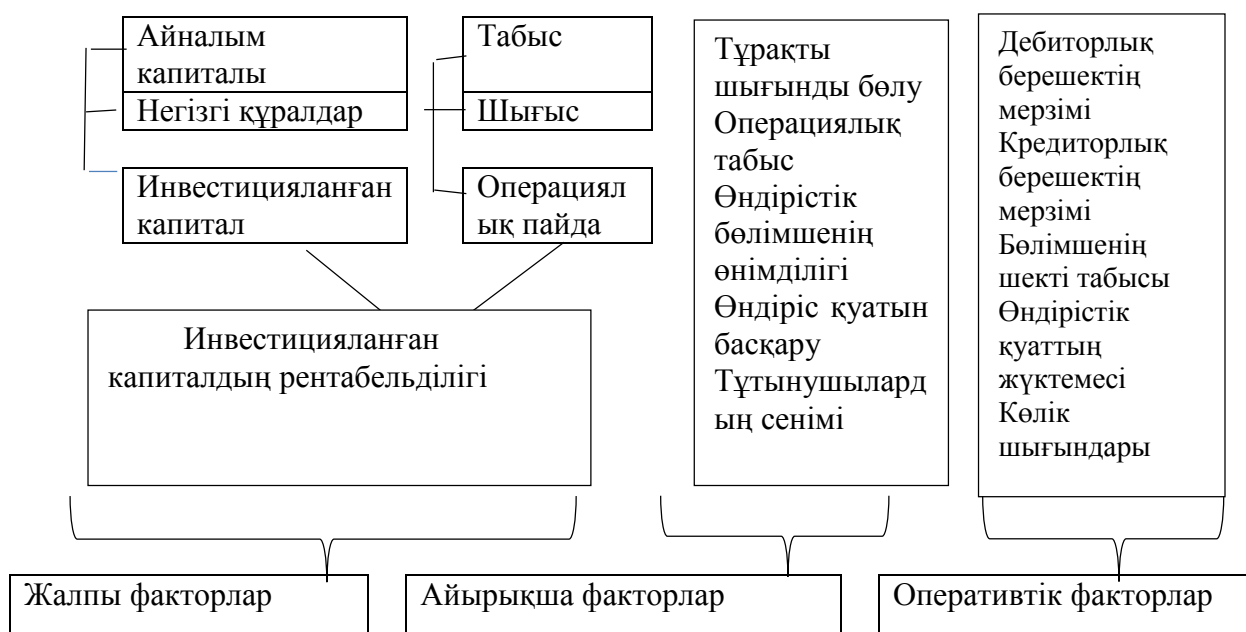 Айналым
капиталы
Негізгі құралдар
Инвестицияланған
капитал
Табыс
Шығыс
Операциял
ық пайда
Инвестицияланған
капиталдың рентабельділігі
Тұрақты
шығынды бөлу
Операциялық
табыс
Өндірістік
бөлімшенің
өнімділігі
Өндіріс қуатын
басқару
Тұтынушылард
ың сенімі
Дебиторлық
берешектің
мерзімі
Кредиторлық
берешектің
мерзімі
Бөлімшенің
шекті табысы
Өндірістік
қуаттың
жүктемесі
Көлік
шығындары
Жалпы факторлар
Айырықша факторлар
Оперативтік факторлар